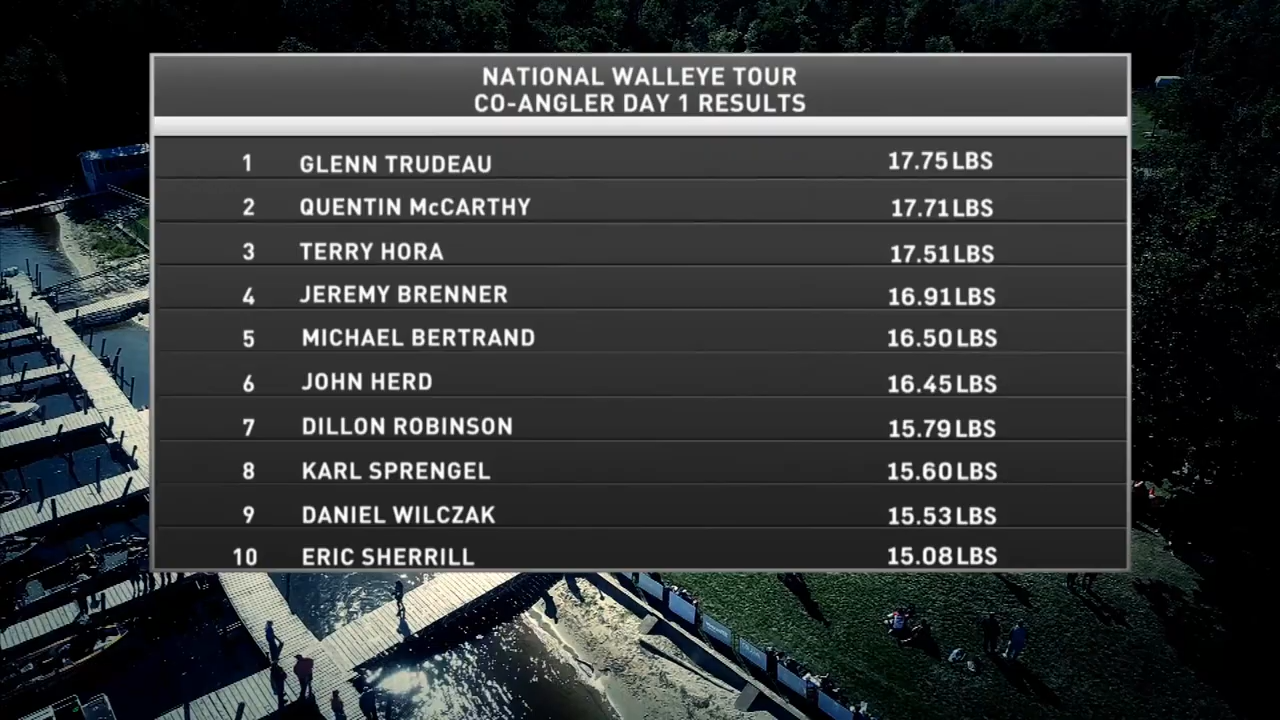 NATIONAL WALLEYE TOUR
CO-ANGLER DAY 1 RESULTS
1 GLENN TRUDEAU 17.75 LBS
2 QUENTIN McCARTHY 17.71 LBS
3 TERRY HORA 17.51 LBS
4 JEREMY BRENNER 16.91 LBS
5 MICHAEL BERTRAND 16.50 LBS
6 JOHN HERD 16.45 LBS
7 DILLON ROBINSON 15.79 LBS
8 KARL SPRENGEL 15.60 LBS
9 DANIEL WILCZAK 15.53 LBS
10 ERIC SHERRILL 15.08 LBS